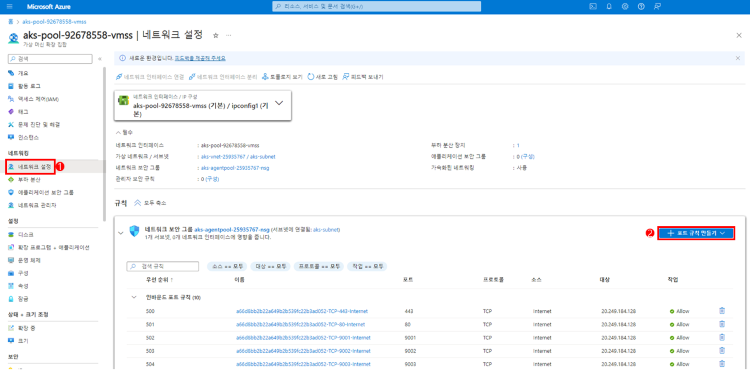 Microsoft Azure
리소스, 서비스 및 문서 검색(G+/)
홈 > aks-pool-92678558-vmss
aks-pool-92678558-vmss | 네트워크 설정
가상 머신 확장 집합
검색
개요
활동 로그
액세스 제어(IAM)
태그
문제 진단 및 해결
인스턴스
네트워킹
네트워크 설정
1
부하 분산
애플리케이션 보안 그룹
네트워크 관리자
설정
디스크
확장 프로그램 + 애플리케이션
운영 체제
구성
속성
잠금
상태 + 크기 조정
확장 중
크기
보안
새로운 환경입니다. 피드백을 제공해 주세요.
네트워크 인터페이스 연결
네트워크 인터페이스 분리
토폴로지 보기
새로 고침
피드백 보내기
네트워크 인터페이스 / IP 구성
aks-pool-92678558-vmss (기본) / ipconfig1 (기본)
필수
네트워크 인터페이스 : aks-pool-92678558-vmss
가상 네트워크 / 서브넷 : aks-vnet-25935767 / aks-subnet
네트워크 보안 그룹 : aks-agentpool-25935767-nsg
관리자 보안 규칙 : 0 (구성)
부하 분산 장치 : 1
애플리케이션 보안 그룹 : 0 (구성)
가속화된 네트워킹 : 사용
규칙
모두 축소
네트워크 보안 그룹 aks-agentpool-25935767-nsg (서브넷에 연결됨: aks-subnet)
1개 서브넷, 0개 네트워크 인터페이스에 영향을 줍니다.
2
+ 포트 규칙 만들기
검색 규칙
소스 == 모두
대상 == 모두
프로토콜 == 모두
작업 == 모두
우선 순위 ↑ 이름 포트 프로토콜 소스 대상 작업
인바운드 포트 규칙 (10)
500 a66d8bb2b22a649b2b539fc22b3ad052-TCP-443-Internet 443 TCP Internet 20.249.184.128 Allow
501 a66d8bb2b22a649b2b539fc22b3ad052-TCP-80-Internet 80 TCP Internet 20.249.184.128 Allow
502 a66d8bb2b22a649b2b539fc22b3ad052-TCP-9001-Internet 9001 TCP Internet 20.249.184.128 Allow
503 a66d8bb2b22a649b2b539fc22b3ad052-TCP-9002-Internet 9002 TCP Internet 20.249.184.128 Allow
504 a66d8bb2b22a649b2b539fc22b3ad052-TCP-9003-Internet 9003 TCP Internet 20.249.184.128 Allow